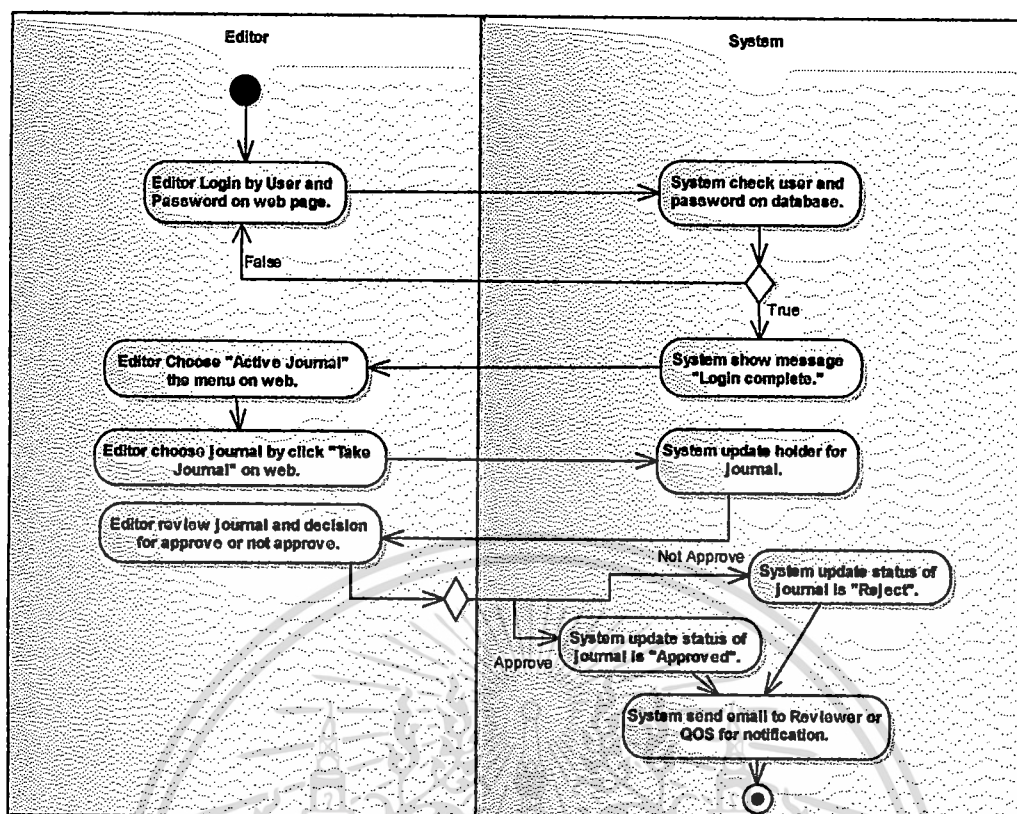 Editor
System
Editor Login by User and
Password on web page.
System check user and
password on database.
False
True
Editor Choose "Active Journal"
the menu on web.
System show message
"Login complete."
Editor choose journal by click "Take
Journal" on web.
System update holder for
journal.
Editor review journal and decision
for approve or not approve.
Not Approve
System update status of
journal is "Reject".
Approve
System update status of
journal is "Approved".
System send email to Reviewer or
QOS for notification.